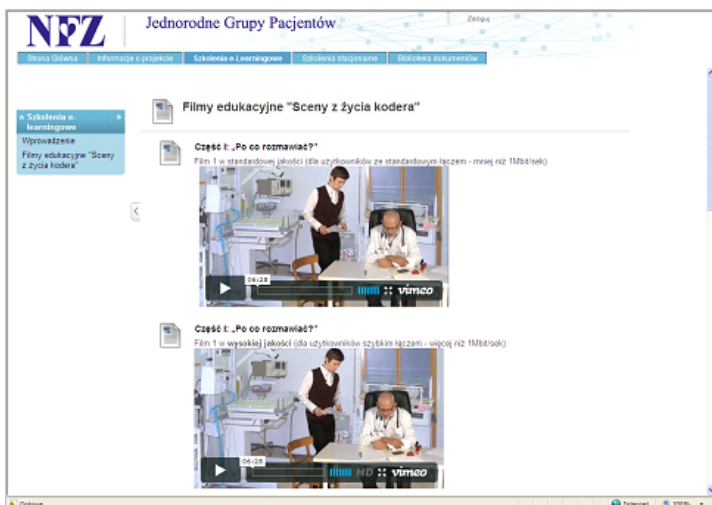 NFZ
Jednorodne Grupy Pacjentów
Zaloguj
Strona Główna
Informacje o projekcie
Szkolenia e-Learningowe
Szkolenia stacjonarne
Biblioteka dokumentów
Szkolenia e-
learningowe
Wprowadzenie
Filmy edukacyjne "Sceny
z życia kodera"
Filmy edukacyjne "Sceny z życia kodera"
Część I: „Po co rozmawiać?"
Film 1 w standardowej jakości (dla użytkowników ze standardowym łączem - mniej niż 1Mbit/sek)
06:28
vimeo
Część I: „Po co rozmawiać?"
Film 1 w wysokiej jakości (dla użytkowników szybkim łączem - więcej niż 1Mbit/sek)
06:28
HD vimeo
Gotowe
Internet
100%